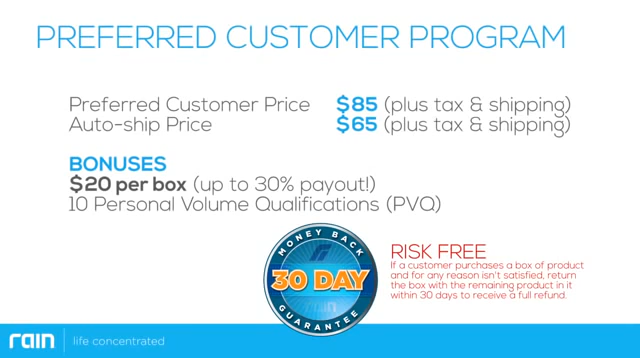 PREFERRED CUSTOMER PROGRAM
Preferred Customer Price $85 (plus tax & shipping)
Auto-ship Price $65 (plus tax & shipping)
BONUSES
$20 per box (up to 30% payout!)
10 Personal Volume Qualifications (PVQ)
MONEY BACK
30 DAY
rain
GUARANTEE
RISK FREE
If a customer purchases a box of product
and for any reason isn't satisfied, return
the box with the remaining product in it
within 30 days to receive a full refund.
rain life concentrated